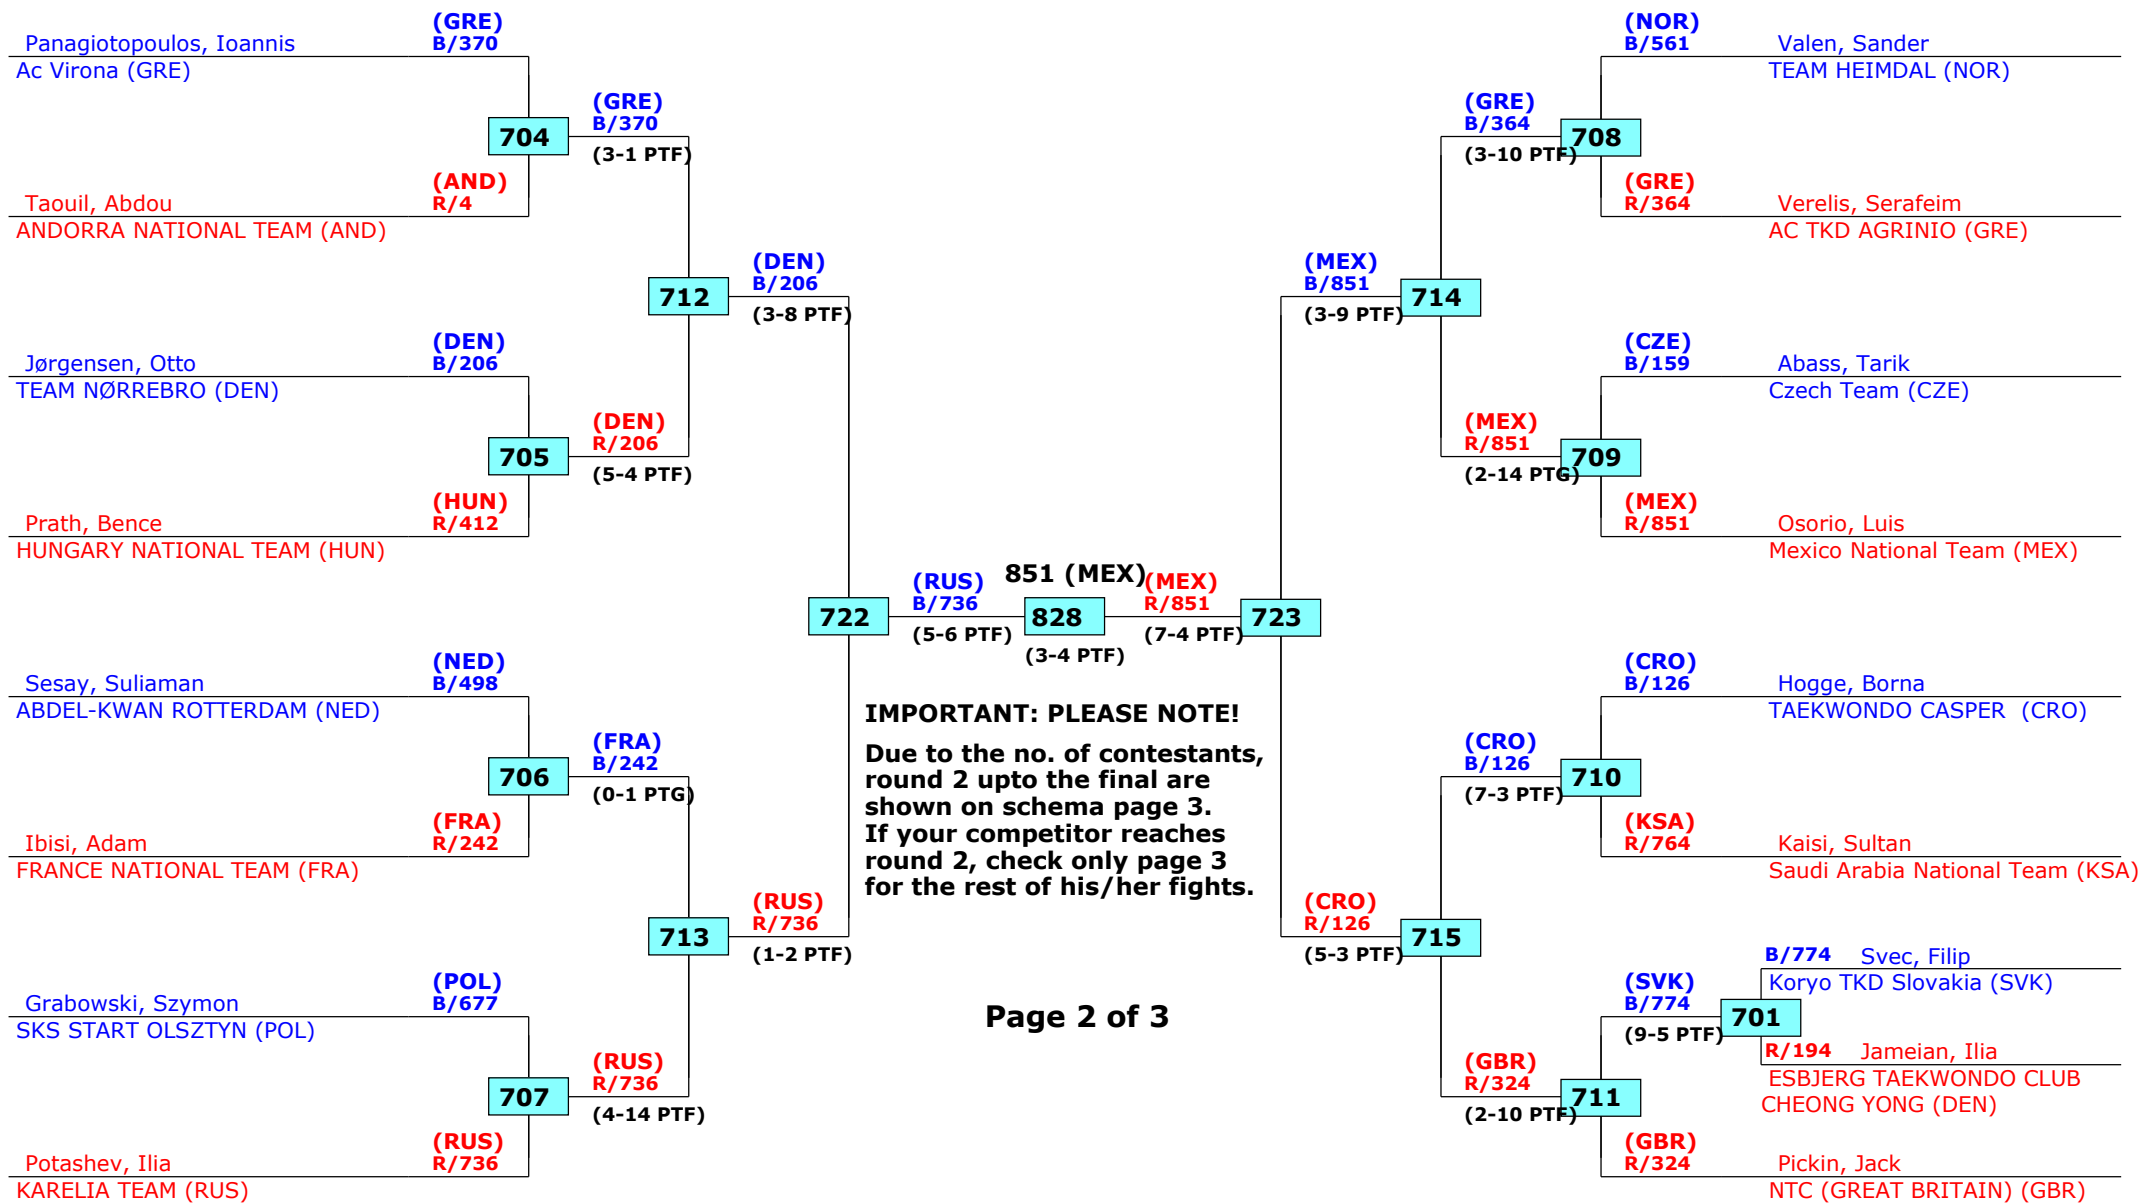 (GRE)
Panagiotopoulos, Ioannis B/370
Ac Virona (GRE)
704
(GRE)
B/370
(3-1 PTF)
(AND)
Taouil, Abdou R/4
ANDORRA NATIONAL TEAM (AND)
712
(DEN)
B/206
(3-8 PTF)
(DEN)
Jørgensen, Otto B/206
TEAM NØRREBRO (DEN)
705
(DEN)
R/206
(5-4 PTF)
(HUN)
Prath, Bence R/412
HUNGARY NATIONAL TEAM (HUN)
722
(RUS)
B/736
(5-6 PTF)
851 (MEX)
828
(3-4 PTF)
(MEX)
R/851
(7-4 PTF)
723
(NED)
Sesay, Suliaman B/498
ABDEL-KWAN ROTTERDAM (NED)
706
(FRA)
B/242
(0-1 PTG)
(FRA)
Ibisi, Adam R/242
FRANCE NATIONAL TEAM (FRA)
713
(RUS)
R/736
(1-2 PTF)
(POL)
Grabowski, Szymon B/677
SKS START OLSZTYN (POL)
707
(RUS)
R/736
(4-14 PTF)
(RUS)
Potashev, Ilia R/736
KARELIA TEAM (RUS)
IMPORTANT: PLEASE NOTE!
Due to the no. of contestants,
round 2 upto the final are
shown on schema page 3.
If your competitor reaches
round 2, check only page 3
for the rest of his/her fights.
Page 2 of 3
(NOR)
B/561 Valen, Sander
TEAM HEIMDAL (NOR)
(GRE)
B/364
(3-10 PTF)
708
(GRE)
R/364 Verelis, Serafeim
AC TKD AGRINIO (GRE)
(MEX)
B/851
(3-9 PTF)
714
(CZE)
B/159 Abass, Tarik
Czech Team (CZE)
(MEX)
R/851
(2-14 PTG)
709
(MEX)
R/851 Osorio, Luis
Mexico National Team (MEX)
(CRO)
B/126 Hogge, Borna
TAEKWONDO CASPER (CRO)
(CRO)
B/126
(7-3 PTF)
710
(KSA)
R/764 Kaisi, Sultan
Saudi Arabia National Team (KSA)
(CRO)
R/126
(5-3 PTF)
715
B/774 Svec, Filip
Koryo TKD Slovakia (SVK)
(SVK)
B/774
(9-5 PTF)
701
R/194 Jameian, Ilia
ESBJERG TAEKWONDO CLUB
CHEONG YONG (DEN)
(GBR)
R/324
(2-10 PTF)
711
(GBR)
R/324 Pickin, Jack
NTC (GREAT BRITAIN) (GBR)